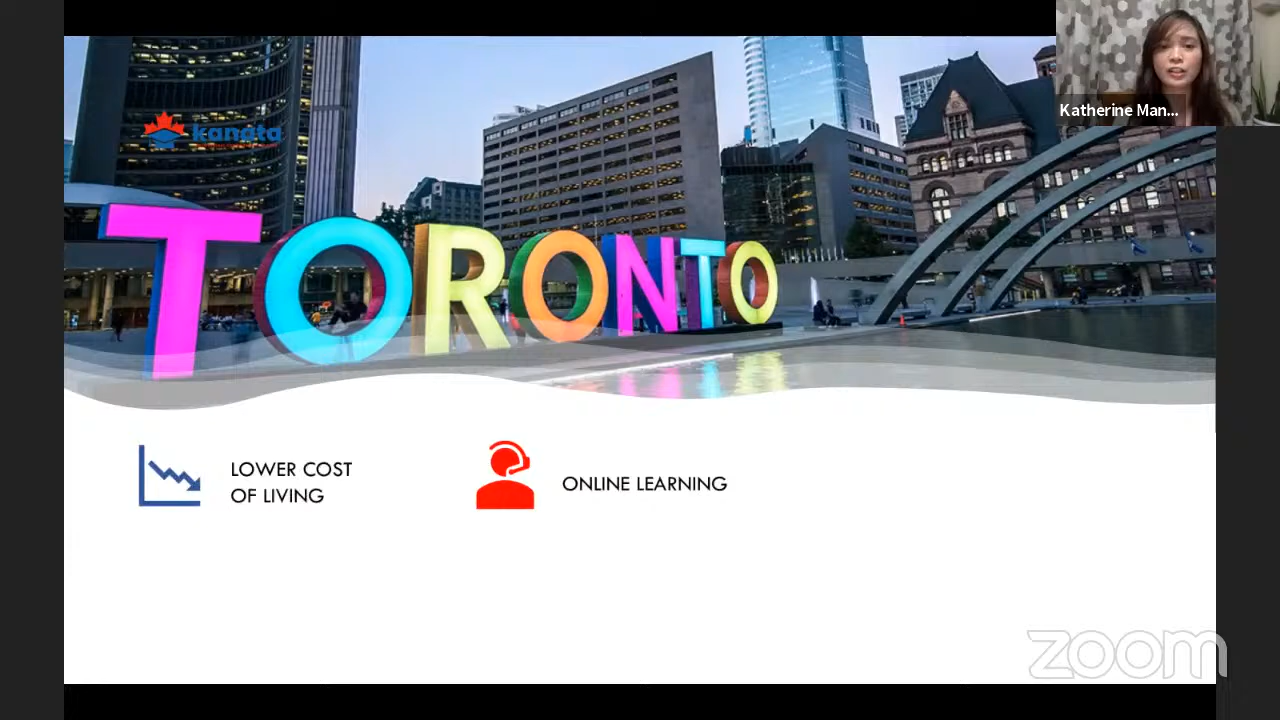 Katherine Man...
kanata
TORONTO
LOWER COST
OF LIVING
ONLINE LEARNING
zoom